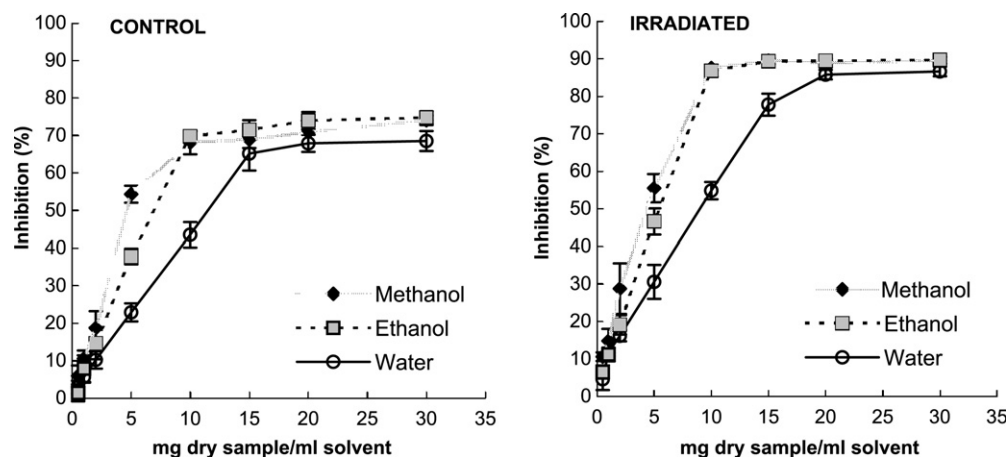 CONTROL
Inhibition (%)
100
90
80
70
60
50
40
30
20
10
0
Methanol
Ethanol
Water
0 5 10 15 20 25 30 35
mg dry sample/ml solvent
IRRADIATED
Inhibition (%)
100
90
80
70
60
50
40
30
20
10
0
Methanol
Ethanol
Water
0 5 10 15 20 25 30 35
mg dry sample/ml solvent